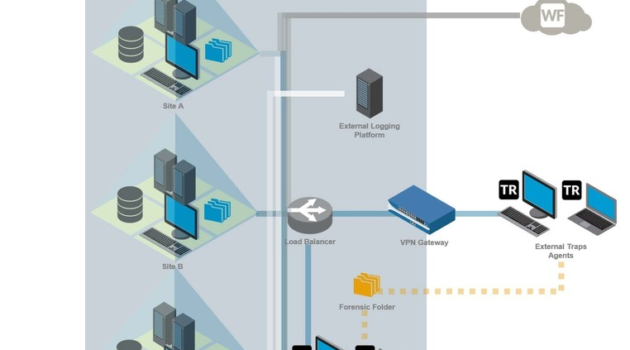 WF
Site A
External Logging
Platform
TR
TR
Load Balancer
VPN Gateway
External Traps
Agents
Site B
Forensic Folder